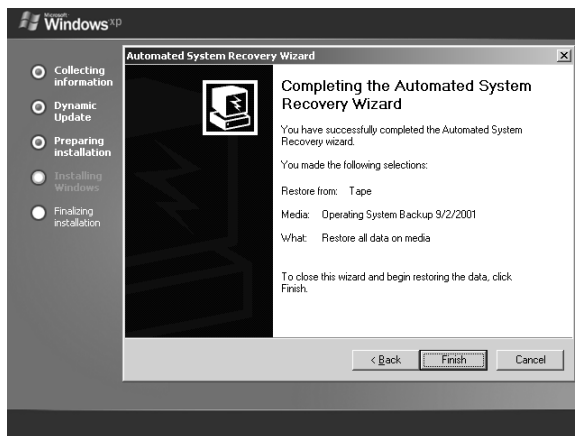 Microsoft
Windows xp
Automated System Recovery Wizard
Collecting
information
Dynamic
Update
Preparing
installation
Installing
Windows
Finalizing
installation
Completing the Automated System
Recovery Wizard
You have successfully completed the Automated System
Recovery wizard.
You made the following selections:
Restore from: Tape
Media: Operating System Backup 9/2/2001
What: Restore all data on media
To close this wizard and begin restoring the data, click
Finish.
< Back
Finish
Cancel